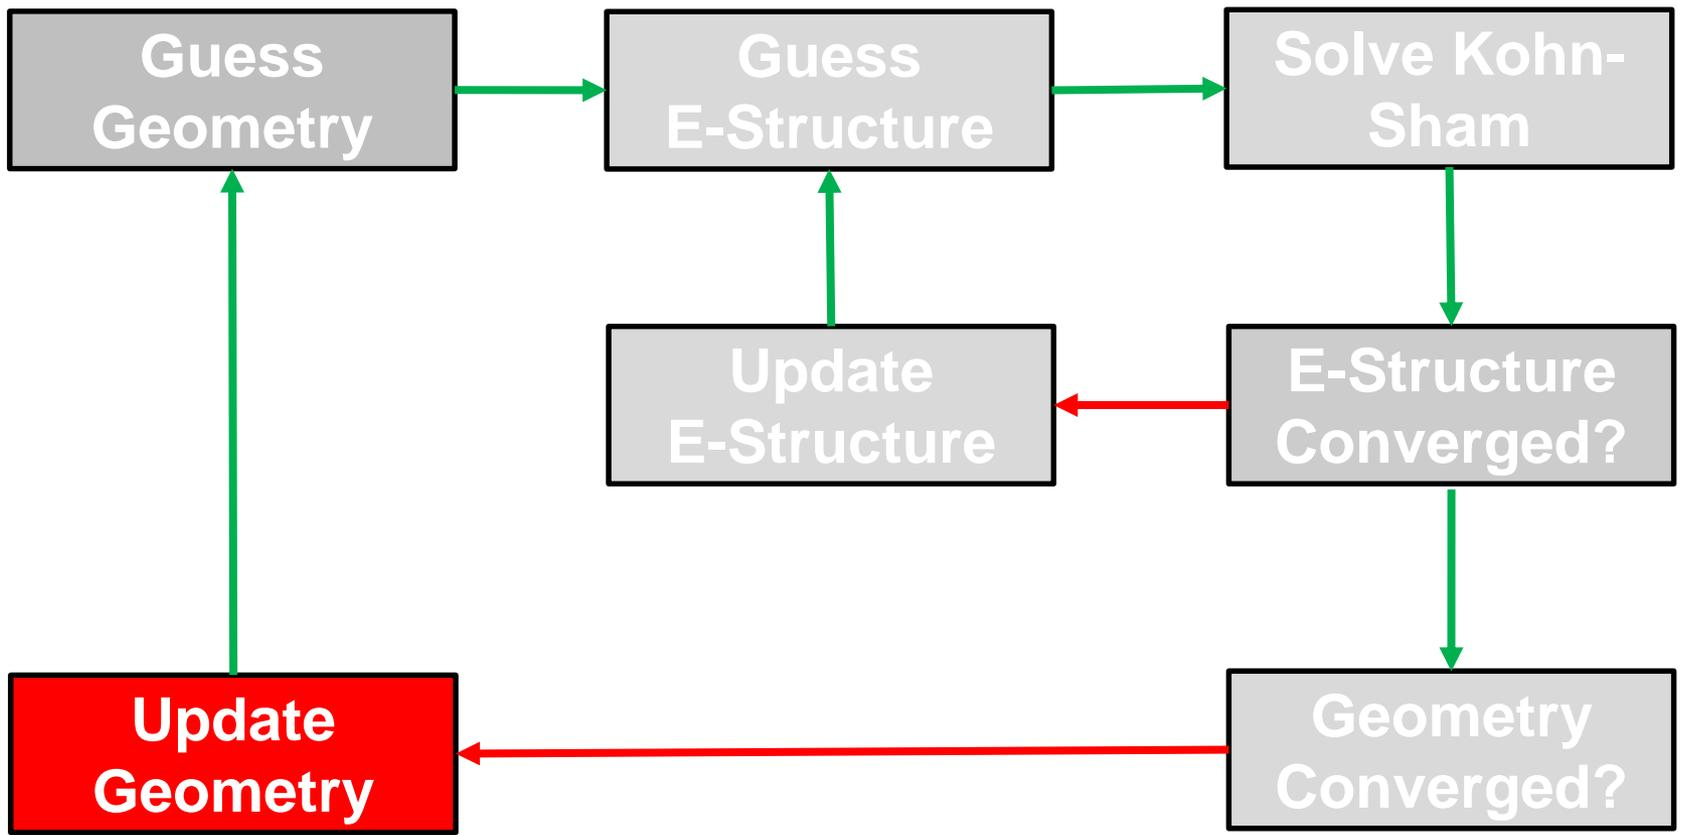 Guess
Geometry
Guess
E-Structure
Solve Kohn-
Sham
Update
E-Structure
E-Structure
Converged?
Update
Geometry
Geometry
Converged?